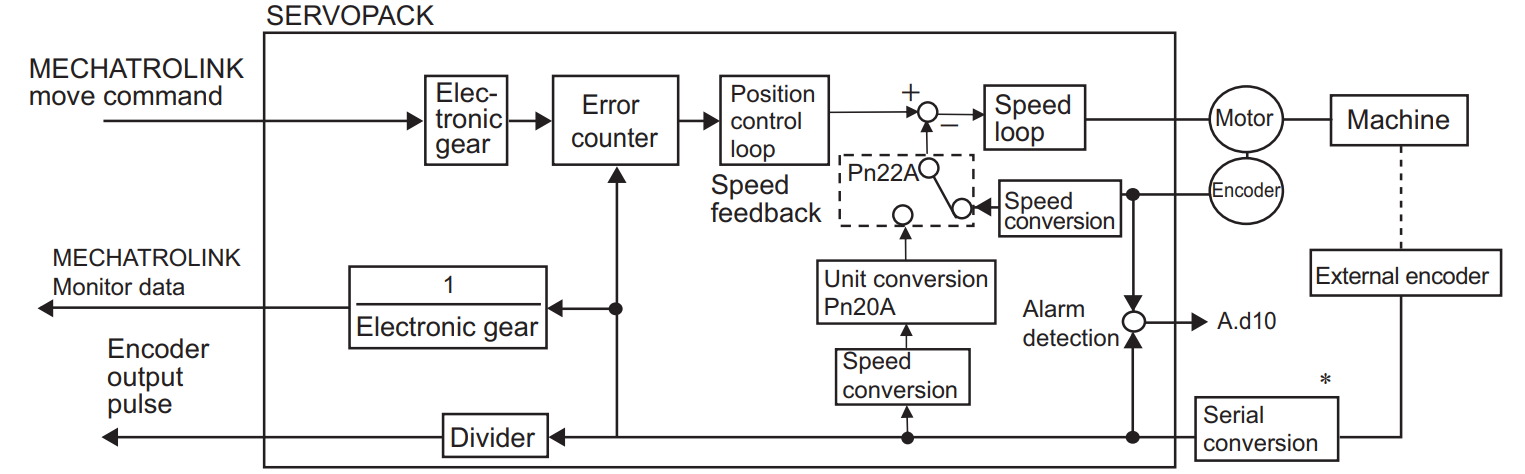 SERVOPACK
MECHATROLINK
move command
Elec-
tronic
gear
Error
counter
Position
control
loop
+
−
Speed
loop
Motor
Machine
Speed
feedback
Pn22A
Speed
conversion
Encoder
MECHATROLINK
Monitor data
1
Electronic gear
Unit conversion
Pn20A
Alarm
detection
A.d10
External encoder
Encoder
output
pulse
Speed
conversion
*
Divider
Serial
conversion